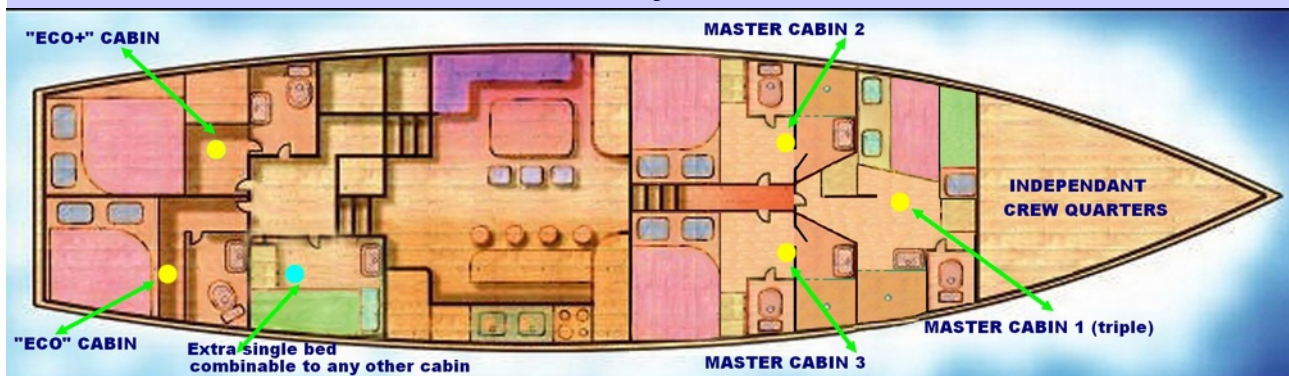 "ECO+" CABIN
MASTER CABIN 2
INDEPENDANT
CREW QUARTERS
"ECO" CABIN
Extra single bed
combinable to any other cabin
MASTER CABIN 3
MASTER CABIN 1 (triple)